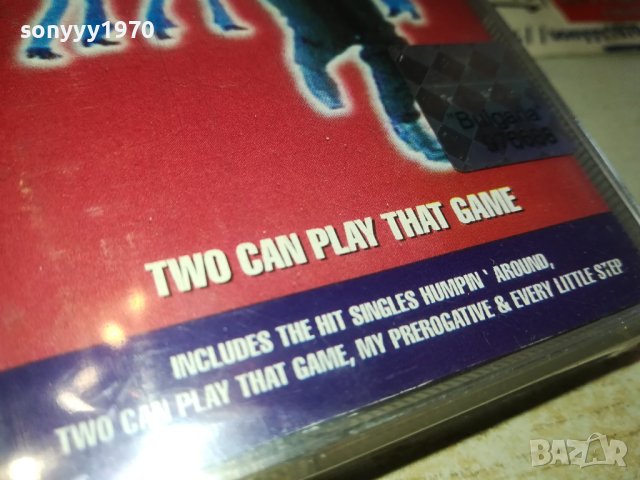 sonyyy1970
"Bulgaria"
TWO CAN PLAY THAT GAME
INCLUDES THE HIT SINGLES HUMPIN' AROUND,
TWO CAN PLAY THAT GAME, MY PREROGATIVE & EVERY LITTLE STEP
BAZAR